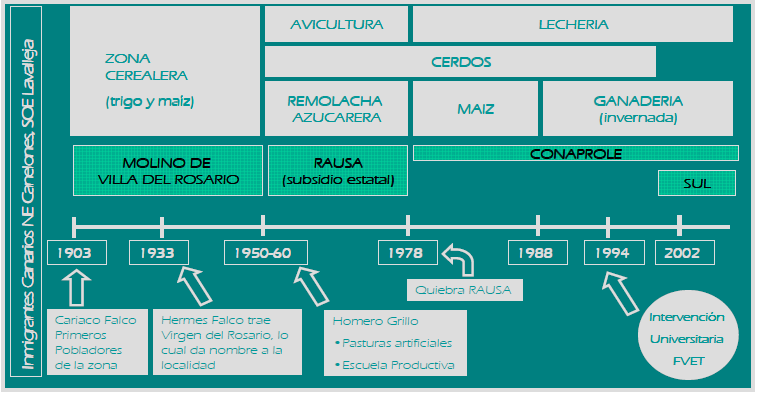 Inmigrantes Canarios NE Canelones, SOE Lavalleja
ZONA
CEREALERA
(trigo y maiz)
AVICULTURA
LECHERIA
CERDOS
REMOLACHA
AZUCARERA
MAIZ
GANADERIA
(invernada)
MOLINO DE
VILLA DEL ROSARIO
RAUSA
(subsidio estatal)
CONAPROLE
SUL
1903
1933
1950-60
1978
1988
1994
2002
Quiebra RAUSA
Cariaco Falco
Primeros
Pobladores
de la zona
Hermes Falco trae
Virgen del Rosario, lo
cual da nombre a la
localidad
Homero Grillo
•Pasturas artificiales
•Escuela Productiva
Intervención
Universitaria
FVET